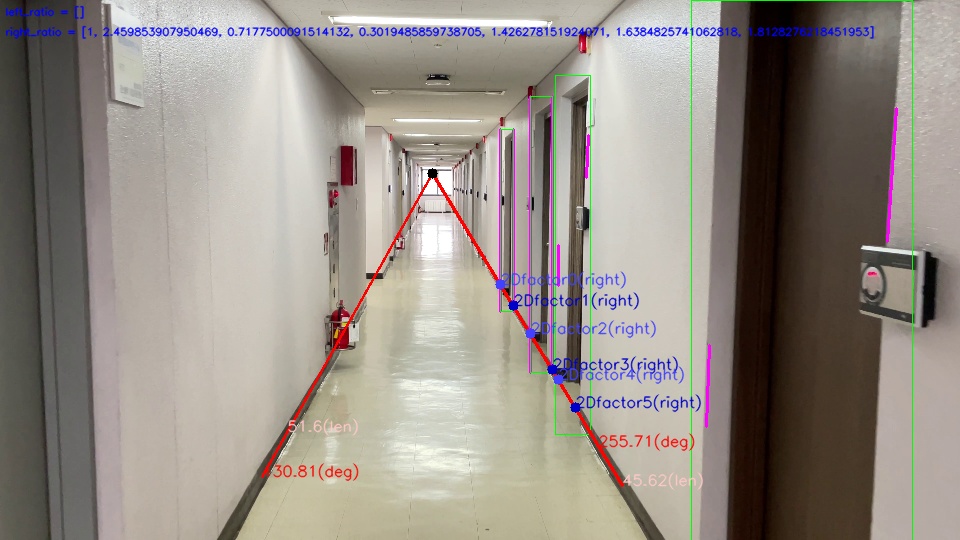 left_ratio = []
right_ratio = [1, 2.459853907950469, 0.7177500091514132, 0.3019485859738705, 1.426278151924071, 1.6384825741062818, 1.8128276218451953]
2Dfactor0(right)
2Dfactor1(right)
2Dfactor2(right)
2Dfactor3(right)
2Dfactor4(right)
2Dfactor5(right)
51.6(len)
255.71(deg)
30.81(deg)
45.62(len)